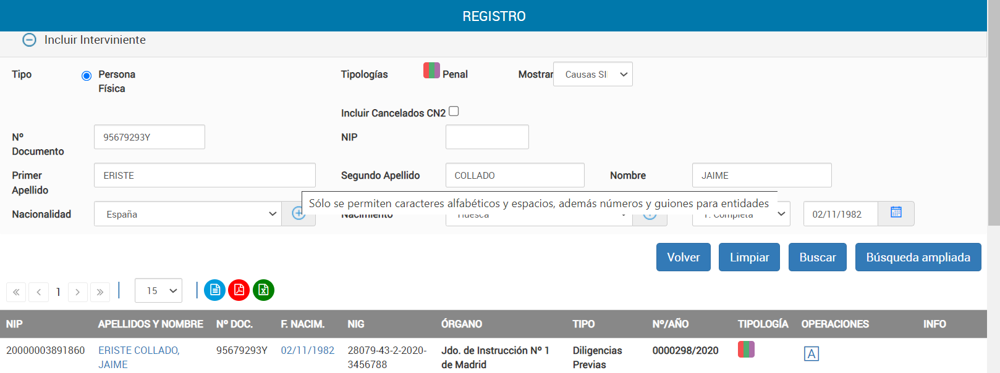 REGISTRO
Incluir Interviniente
Tipo
Persona
Física
Tipologías
Penal
Mostrar
Causas SI
Incluir Cancelados CN2
Nº
Documento
95679293Y
NIP
Primer
Apellido
ERISTE
Segundo Apellido
COLLADO
Nombre
JAIME
Sólo se permiten caracteres alfabéticos y espacios, además números y guiones para entidades
Nacionalidad
España
Nacimiento
Huesca
F. Completa
02/11/1982
Volver
Limpiar
Buscar
Búsqueda ampliada
« ‹ 1 › »
15
NIP APELLIDOS Y NOMBRE Nº DOC. F. NACIM. NIG ÓRGANO TIPO Nº/AÑO TIPOLOGÍA OPERACIONES INFO
20000003891860 ERISTE COLLADO, 95679293Y 02/11/1982 28079-43-2-2020- Jdo. de Instrucción Nº 1 Diligencias 0000298/2020 A
JAIME 3456788 de Madrid Previas